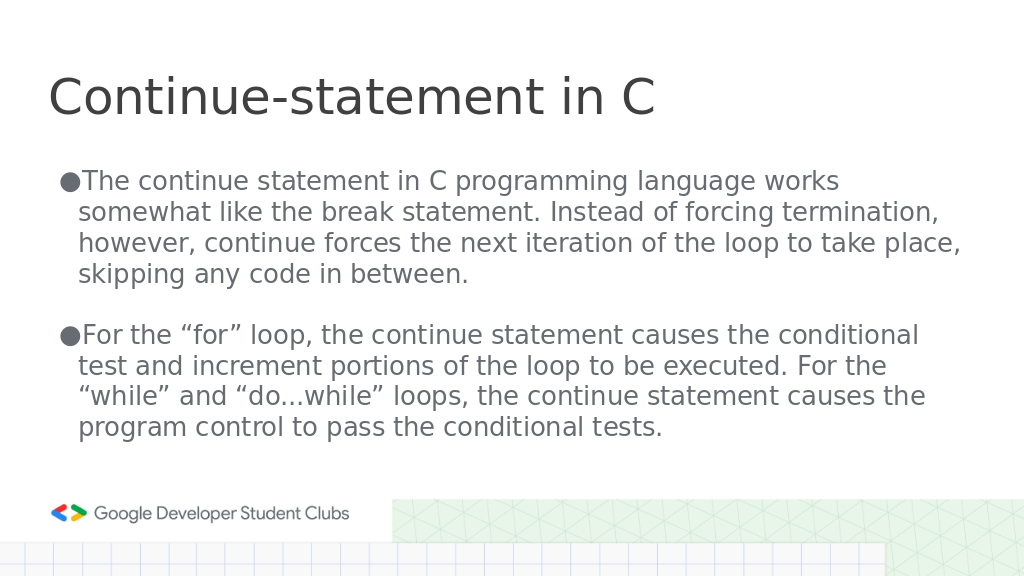 Continue-statement in C
●The continue statement in C programming language works
somewhat like the break statement. Instead of forcing termination,
however, continue forces the next iteration of the loop to take place,
skipping any code in between.
●For the “for” loop, the continue statement causes the conditional
test and increment portions of the loop to be executed. For the
“while” and “do...while” loops, the continue statement causes the
program control to pass the conditional tests.
Google Developer Student Clubs